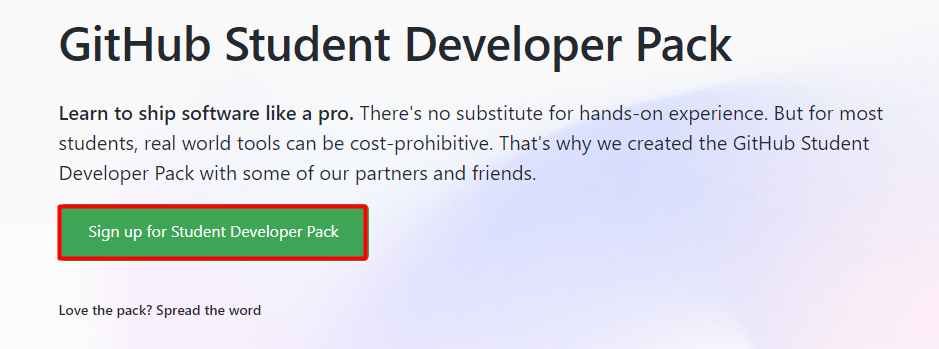 GitHub Student Developer Pack
Learn to ship software like a pro. There's no substitute for hands-on experience. But for most
students, real world tools can be cost-prohibitive. That's why we created the GitHub Student
Developer Pack with some of our partners and friends.
Sign up for Student Developer Pack
Love the pack? Spread the word